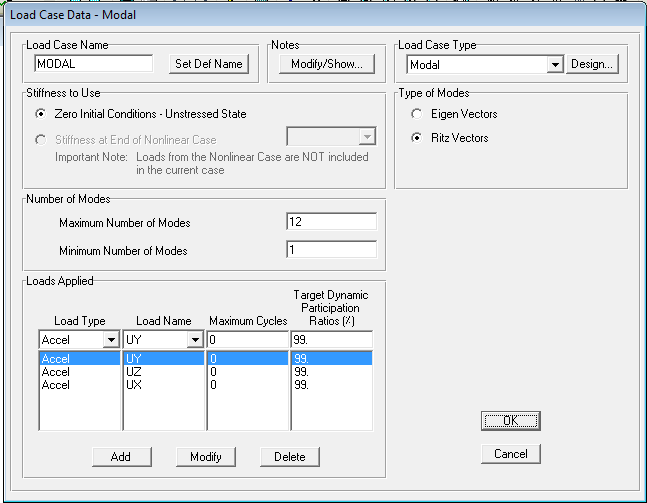 Load Case Data - Modal
Load Case Name
MODAL
Set Def Name
Notes
Modify/Show...
Load Case Type
Modal
Design...
Stiffness to Use
Zero Initial Conditions - Unstressed State
Stiffness at End of Nonlinear Case
Important Note: Loads from the Nonlinear Case are NOT included
in the current case
Type of Modes
Eigen Vectors
Ritz Vectors
Number of Modes
Maximum Number of Modes
12
Minimum Number of Modes
1
Loads Applied
Load Type
Load Name
Maximum Cycles
Target Dynamic
Participation
Ratios (%)
Accel UY 0 99.
Accel UY 0 99.
Accel UZ 0 99.
Accel UX 0 99.
Add
Modify
Delete
OK
Cancel